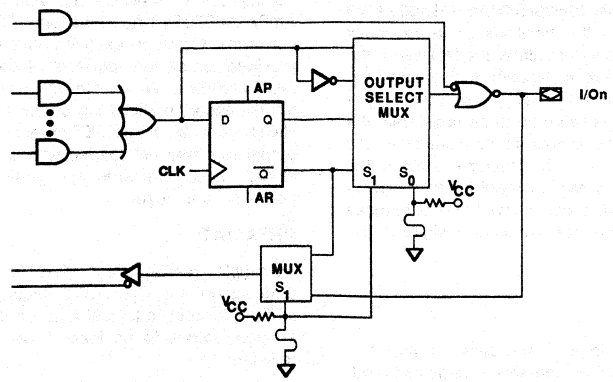 AP
D Q
CLK
Q
AR
OUTPUT
SELECT
MUX
S1 S0
I/On
VCC
MUX
S1
VCC